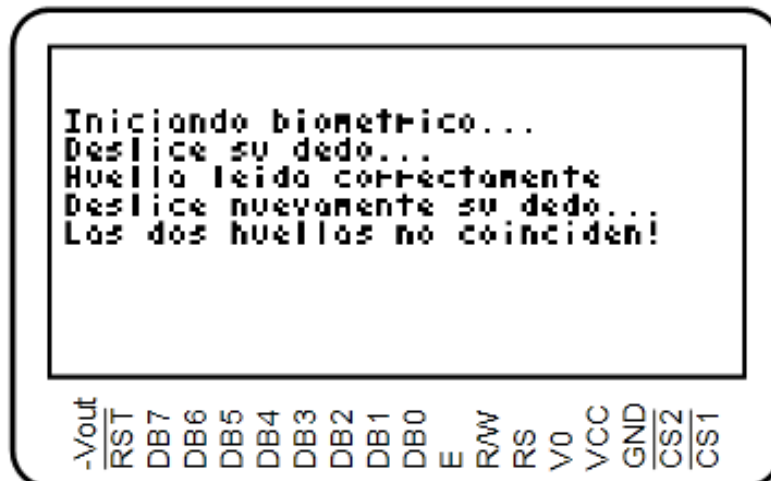 Iniciando biometrico...
Deslice su dedo...
Huella leida correctamente
Deslice nuevamente su dedo...
Las dos huellas no coinciden!
-Vout
RST
DB7
DB6
DB5
DB4
DB3
DB2
DB1
DB0
E
R/W
RS
V0
VCC
GND
CS2
CS1